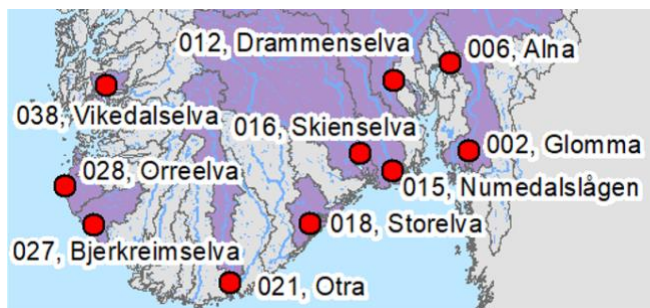 012, Drammenselva
006, Alna
038, Vikedalselva
016, Skienselva
002, Glomma
028, Orreelva
015, Numedalslågen
018, Storelva
027, Bjerkreimselva
021, Otra